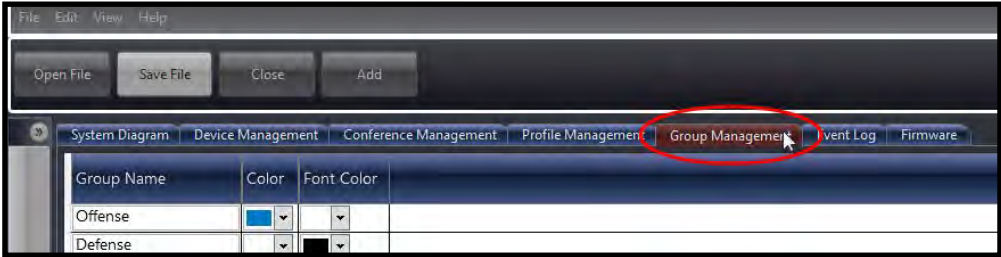 File Edit View Help
Open File Save File Close Add
System Diagram Device Management Conference Management Profile Management Group Management Event Log Firmware
Group Name Color Font Color
Offense
Defense